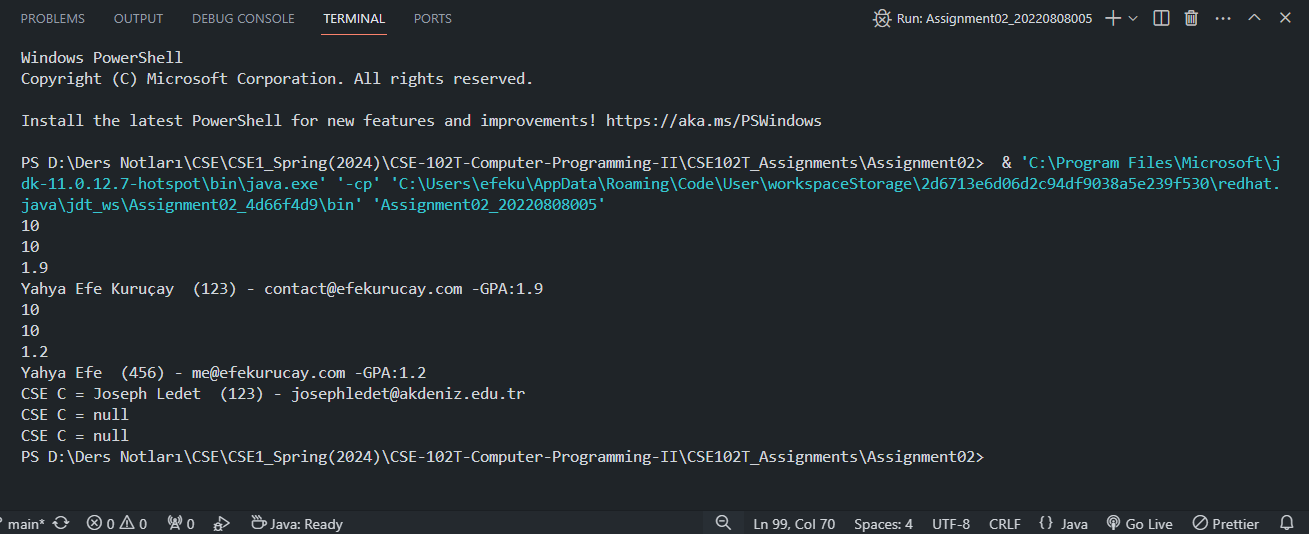 PROBLEMS OUTPUT DEBUG CONSOLE TERMINAL PORTS Run: Assignment02_20220808005
Windows PowerShell
Copyright (C) Microsoft Corporation. All rights reserved.
Install the latest PowerShell for new features and improvements! https://aka.ms/PSWindows
PS D:\Ders Notları\CSE\CSE1_Spring(2024)\CSE-102T-Computer-Programming-II\CSE102T_Assignments\Assignment02>  & 'C:\Program Files\Microsoft\j
dk-11.0.12.7-hotspot\bin\java.exe' '-cp' 'C:\Users\efeku\AppData\Roaming\Code\User\workspaceStorage\2d6713e6d06d2c94df9038a5e239f530\redhat.
java\jdt_ws\Assignment02_4d66f4d9\bin' 'Assignment02_20220808005'
10
10
1.9
Yahya Efe Kuruçay  (123) - contact@efekurucay.com -GPA:1.9
10
10
1.2
Yahya Efe  (456) - me@efekurucay.com -GPA:1.2
CSE C = Joseph Ledet  (123) - josephledet@akdeniz.edu.tr
CSE C = null
CSE C = null
PS D:\Ders Notları\CSE\CSE1_Spring(2024)\CSE-102T-Computer-Programming-II\CSE102T_Assignments\Assignment02>
main* 0 0 0 Java: Ready Ln 99, Col 70 Spaces: 4 UTF-8 CRLF {} Java Go Live Prettier